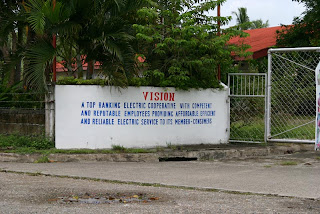 VISION
A TOP RANKING ELECTRIC COOPERATIVE WITH COMPETENT
AND REPUTABLE EMPLOYEES PROVIDING AFFORDABLE EFFICIENT
AND RELIABLE ELECTRIC SERVICE TO ITS MEMBER-CONSUMERS